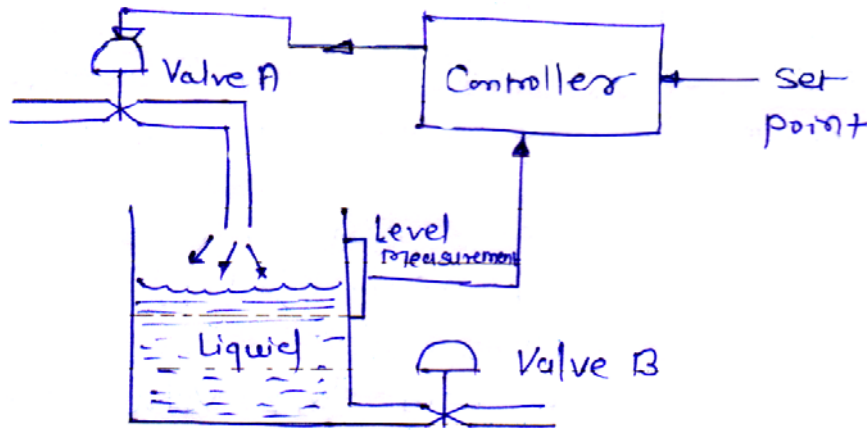 Valve A
Controller
Set
point
Level
Measurement
Liquid
Valve B